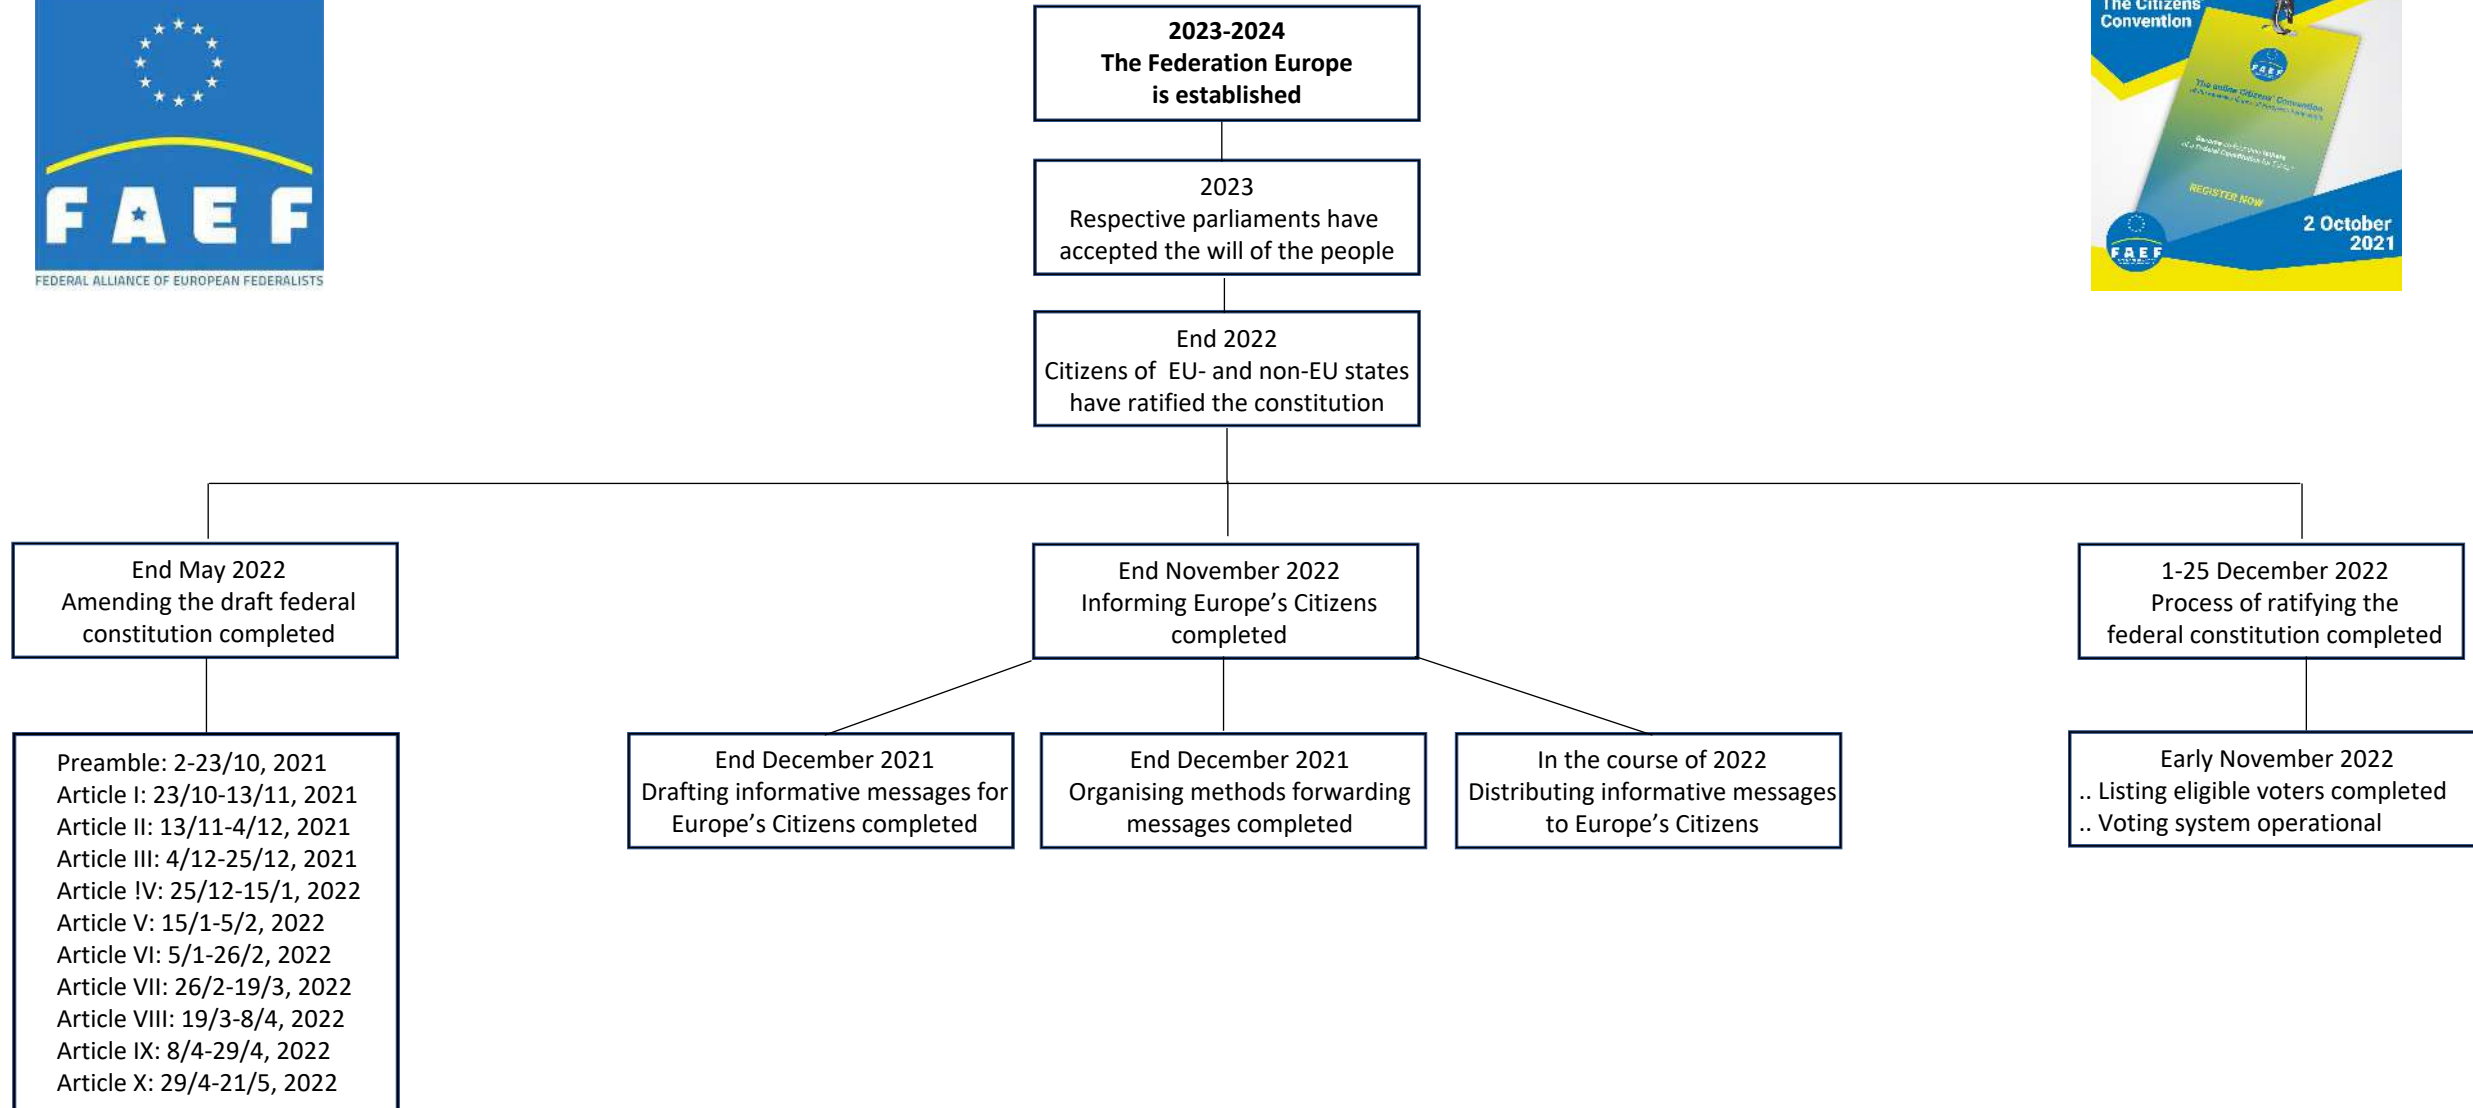 FAEF
FEDERAL ALLIANCE OF EUROPEAN FEDERALISTS
2023-2024
The Federation Europe
is established
The Citizens
Convention
FAEF
The online Citizens' Convention
REGISTER NOW
2 October
2021
FAEF
2023
Respective parliaments have
accepted the will of the people
End 2022
Citizens of  EU- and non-EU states
have ratified the constitution
End May 2022
Amending the draft federal
constitution completed
End November 2022
Informing Europe’s Citizens
completed
1-25 December 2022
Process of ratifying the
federal constitution completed
Preamble: 2-23/10, 2021
Article I: 23/10-13/11, 2021
Article II: 13/11-4/12, 2021
Article III: 4/12-25/12, 2021
Article !V: 25/12-15/1, 2022
Article V: 15/1-5/2, 2022
Article VI: 5/1-26/2, 2022
Article VII: 26/2-19/3, 2022
Article VIII: 19/3-8/4, 2022
Article IX: 8/4-29/4, 2022
Article X: 29/4-21/5, 2022
End December 2021
Drafting informative messages for
Europe’s Citizens completed
End December 2021
Organising methods forwarding
messages completed
In the course of 2022
Distributing informative messages
to Europe’s Citizens
Early November 2022
.. Listing eligible voters completed
.. Voting system operational